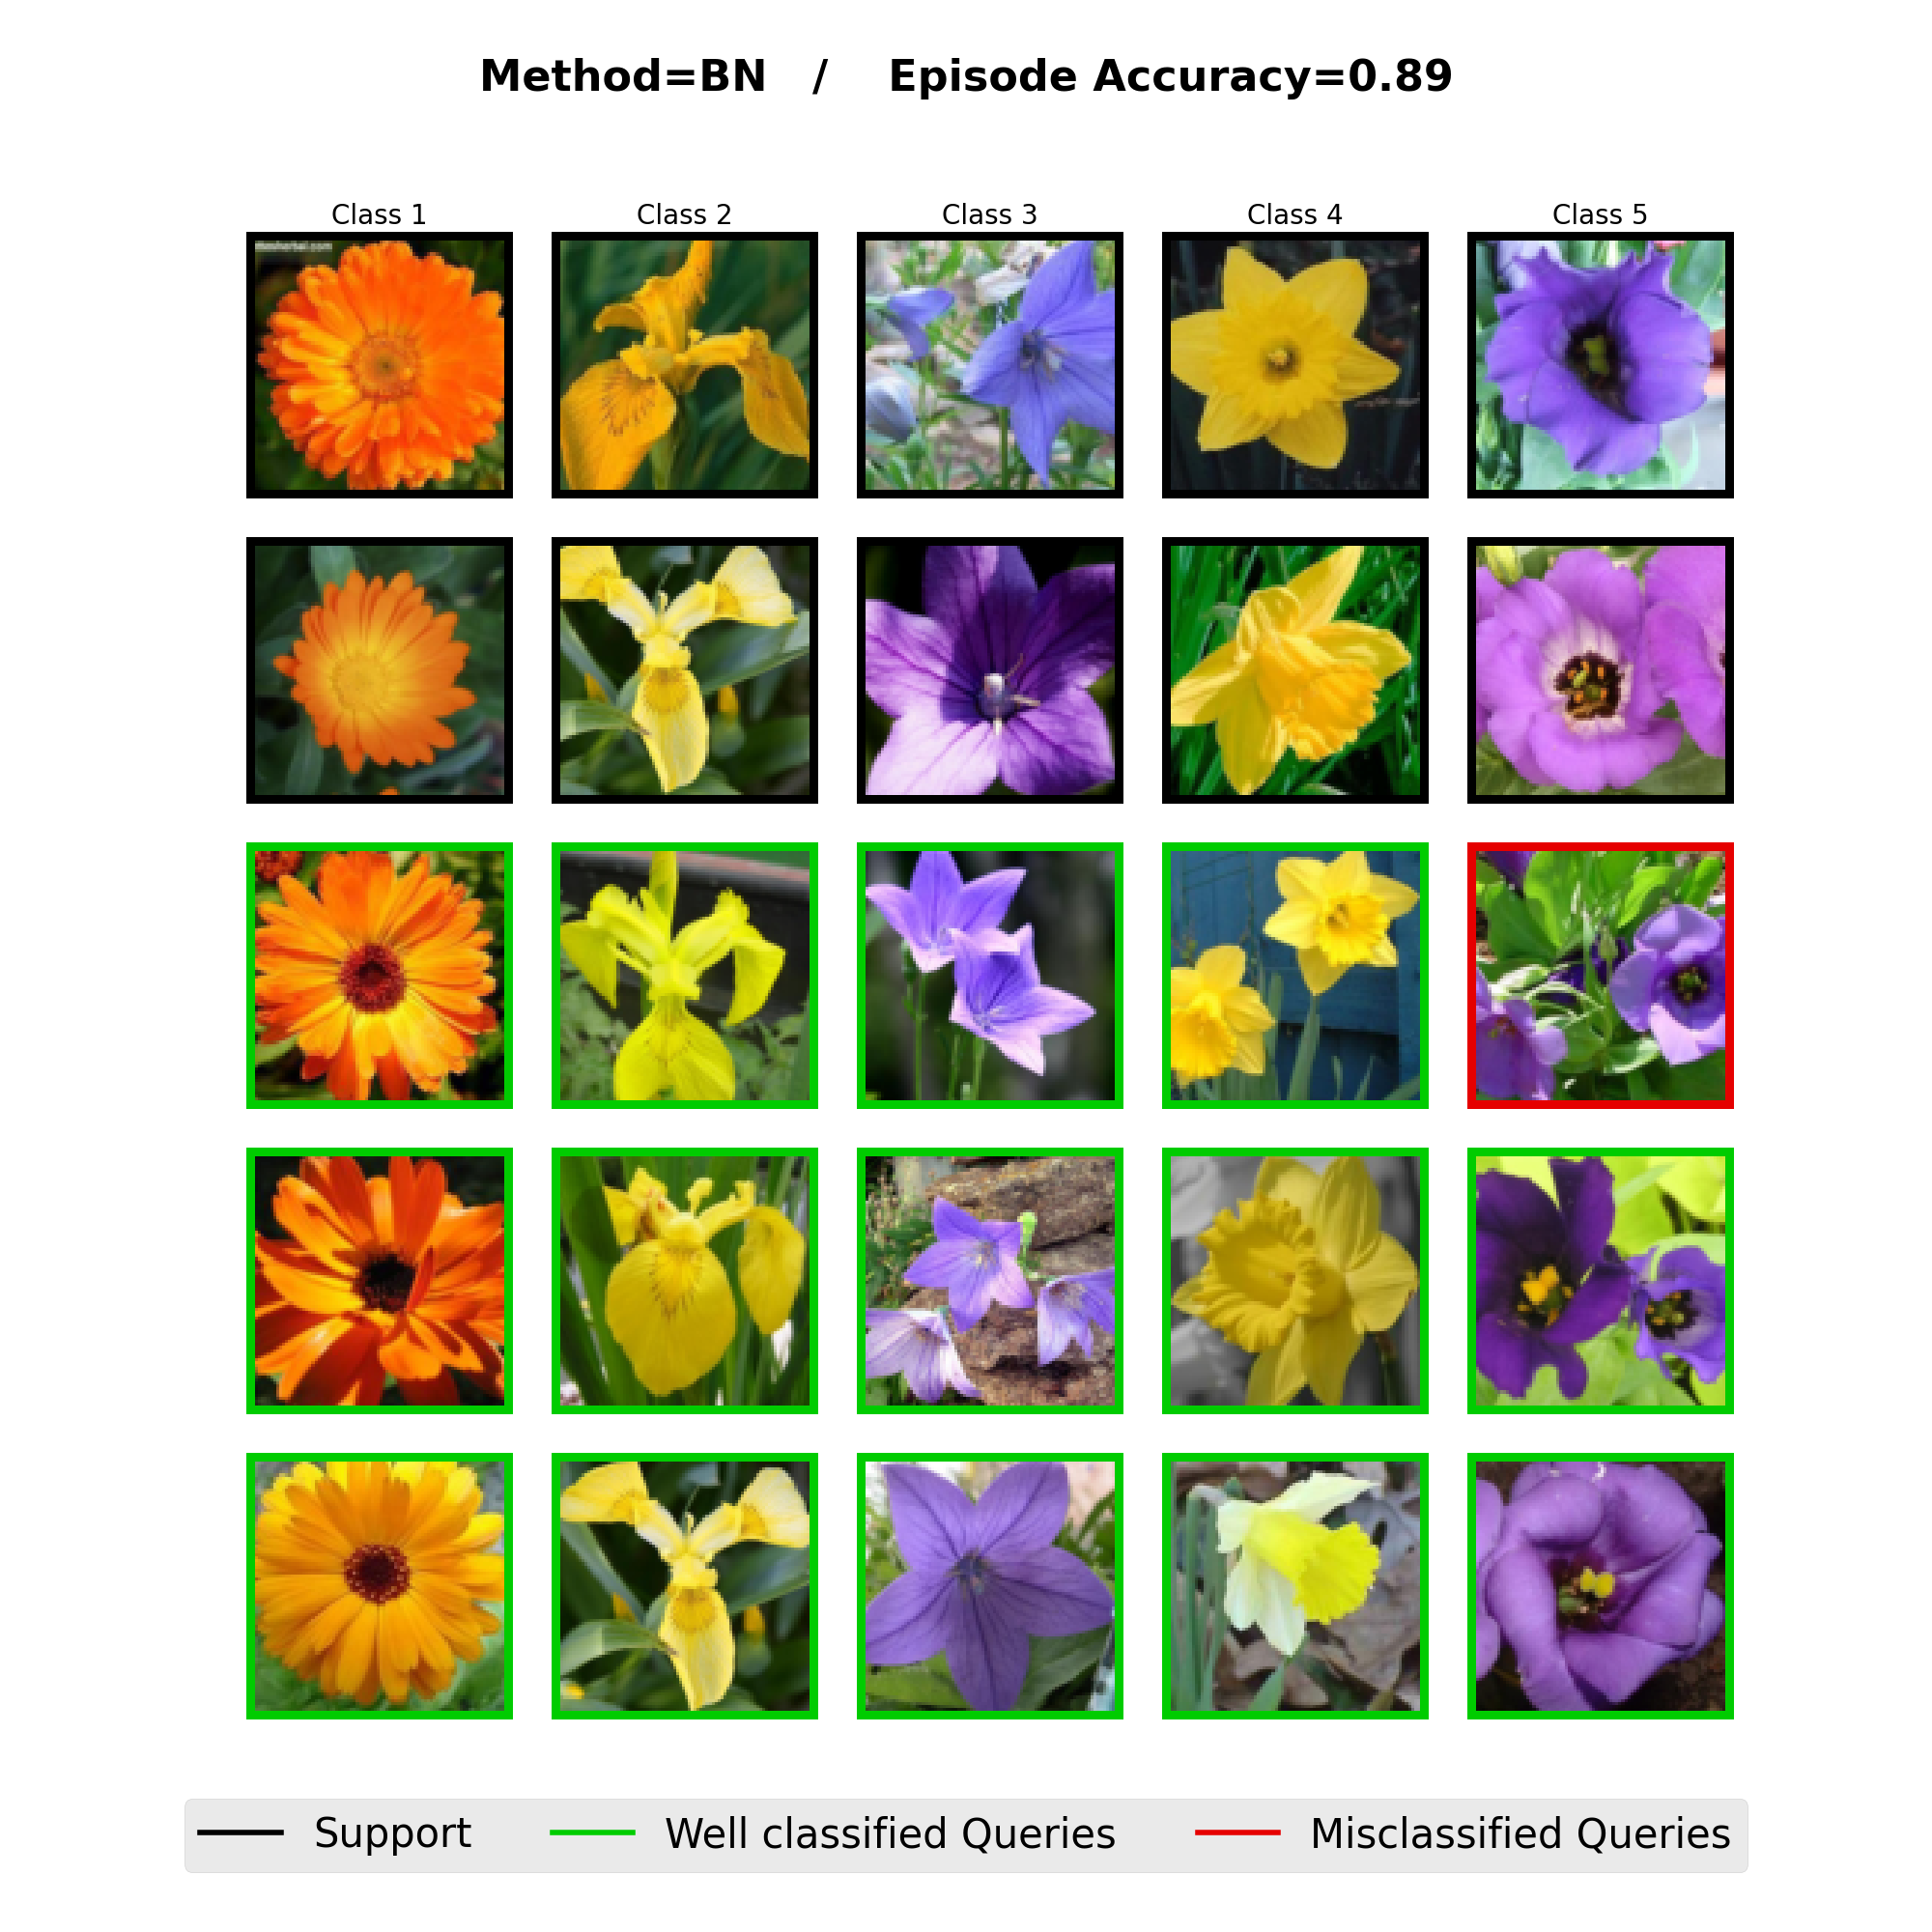 Method=BN / Episode Accuracy=0.89
Class 1 Class 2 Class 3 Class 4 Class 5
Support Well classified Queries Misclassified Queries